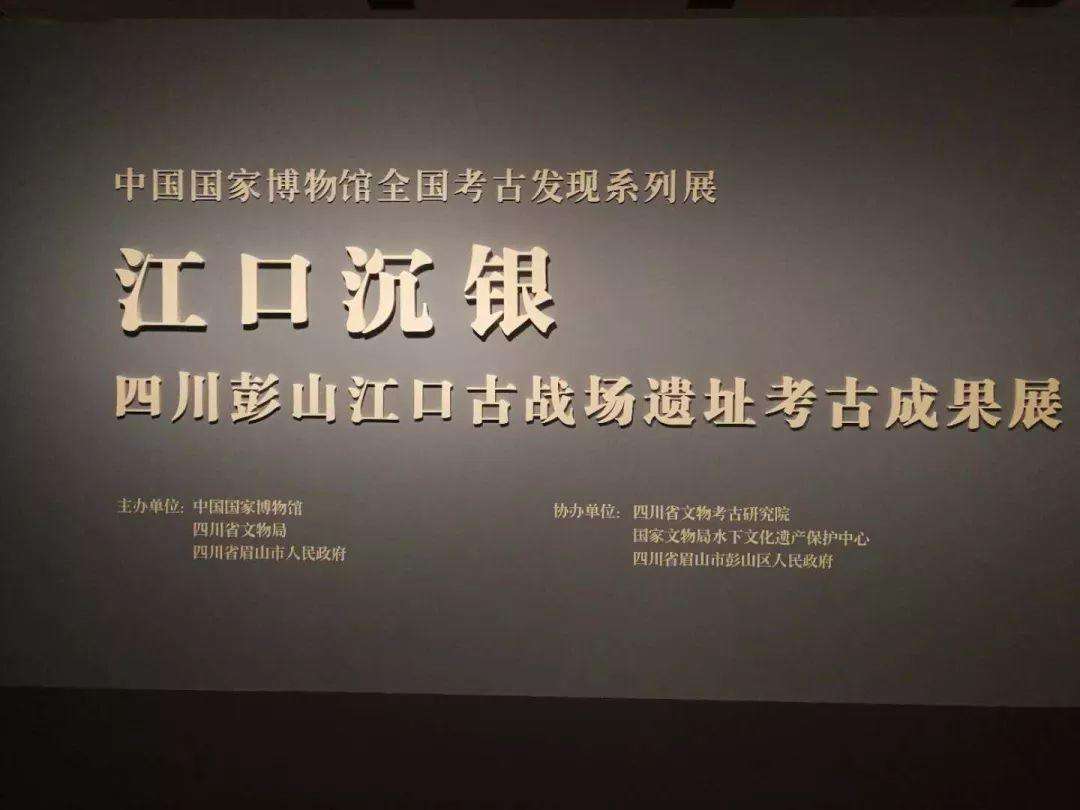 中国国家博物馆全国考古发现系列展
江口沉银
四川彭山江口古战场遗址考古成果展
主办单位：中国国家博物馆
四川省文物局
四川省眉山市人民政府
协办单位：四川省文物考古研究院
国家文物局水下文化遗产保护中心
四川省眉山市彭山区人民政府